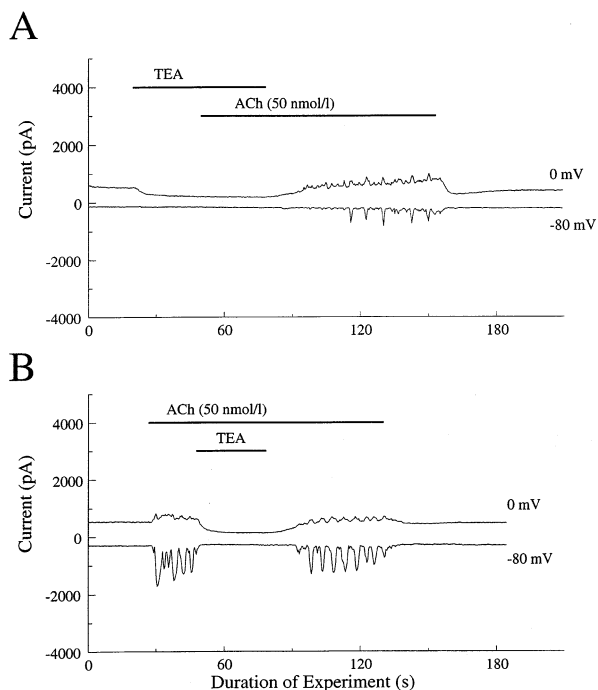 A
TEA
ACh (50 nmol/l)
4000
2000
0
-2000
-4000
Current (pA)
0 mV
-80 mV
0
60
120
180
B
ACh (50 nmol/l)
TEA
4000
2000
0
-2000
-4000
Current (pA)
0 mV
-80 mV
0
60
120
180
Duration of Experiment (s)